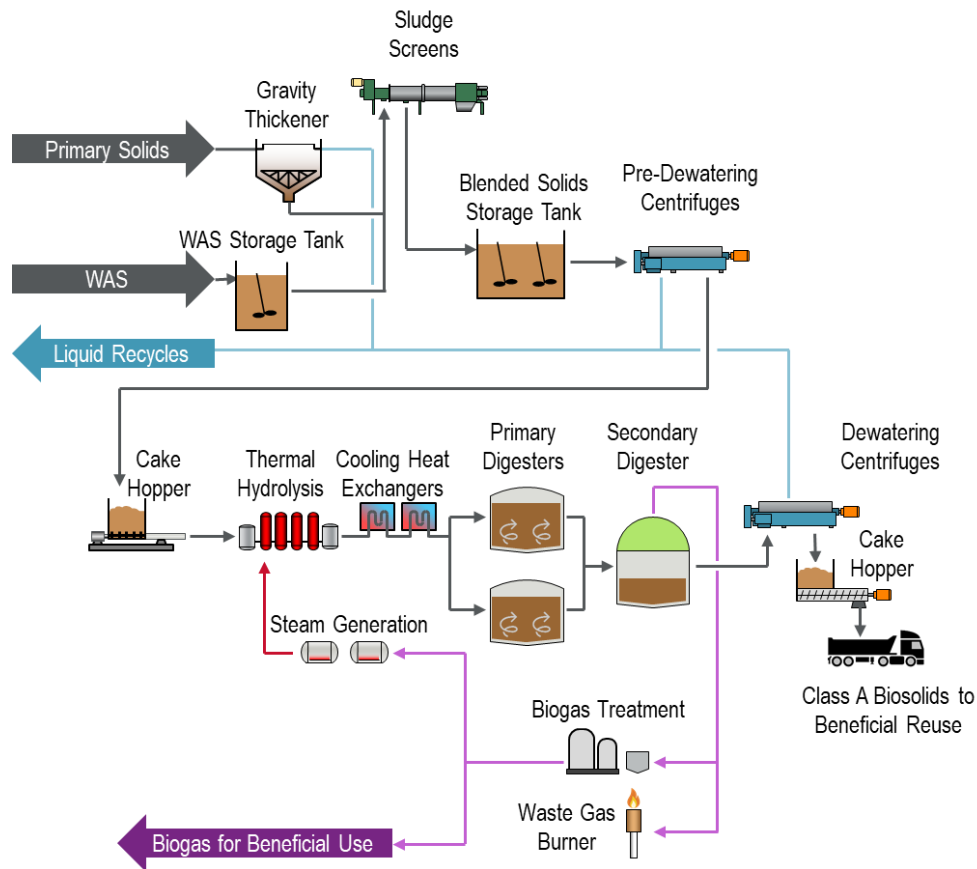 Sludge
Screens
Gravity
Thickener
Primary Solids
Blended Solids
Storage Tank
Pre-Dewatering
Centrifuges
WAS Storage Tank
WAS
Liquid Recycles
Cake
Hopper
Thermal
Hydrolysis
Cooling Heat
Exchangers
Primary
Digesters
Secondary
Digester
Dewatering
Centrifuges
Cake
Hopper
Steam Generation
Class A Biosolids to
Beneficial Reuse
Biogas Treatment
Waste Gas
Burner
Biogas for Beneficial Use